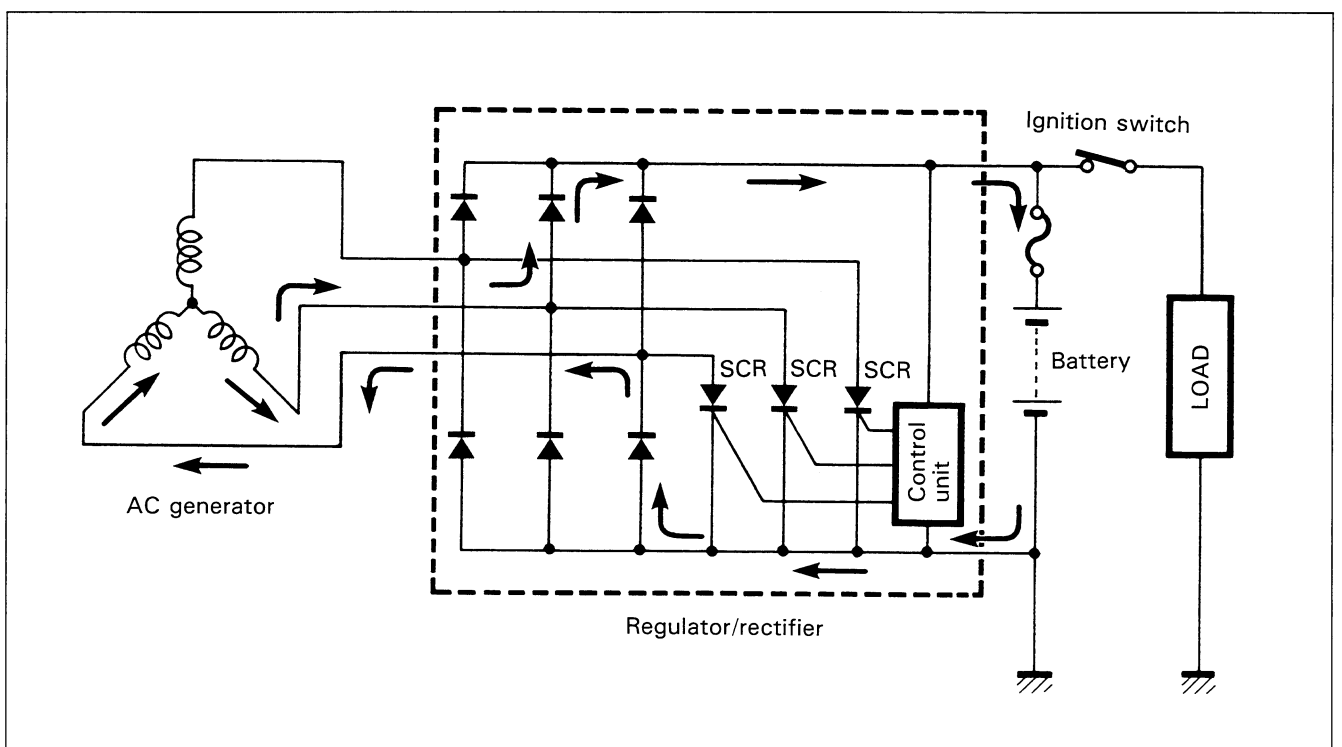 Ignition switch
SCR
SCR
SCR
Battery
LOAD
Control
unit
AC generator
Regulator/rectifier